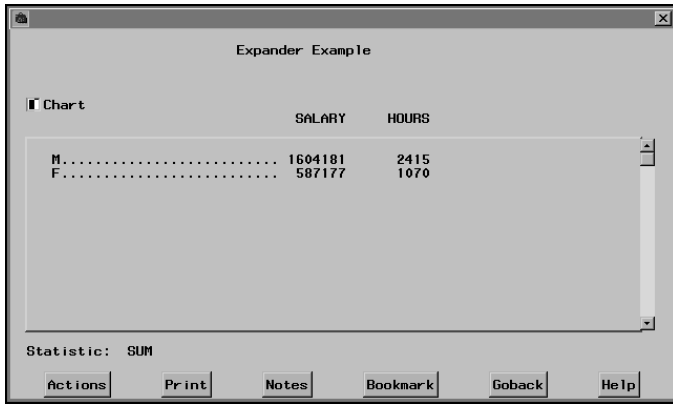 Expander Example
Chart
SALARY HOURS
M.......................... 1604181 2415
F.......................... 587177 1070
Statistic: SUM
Actions Print Notes Bookmark Goback Help